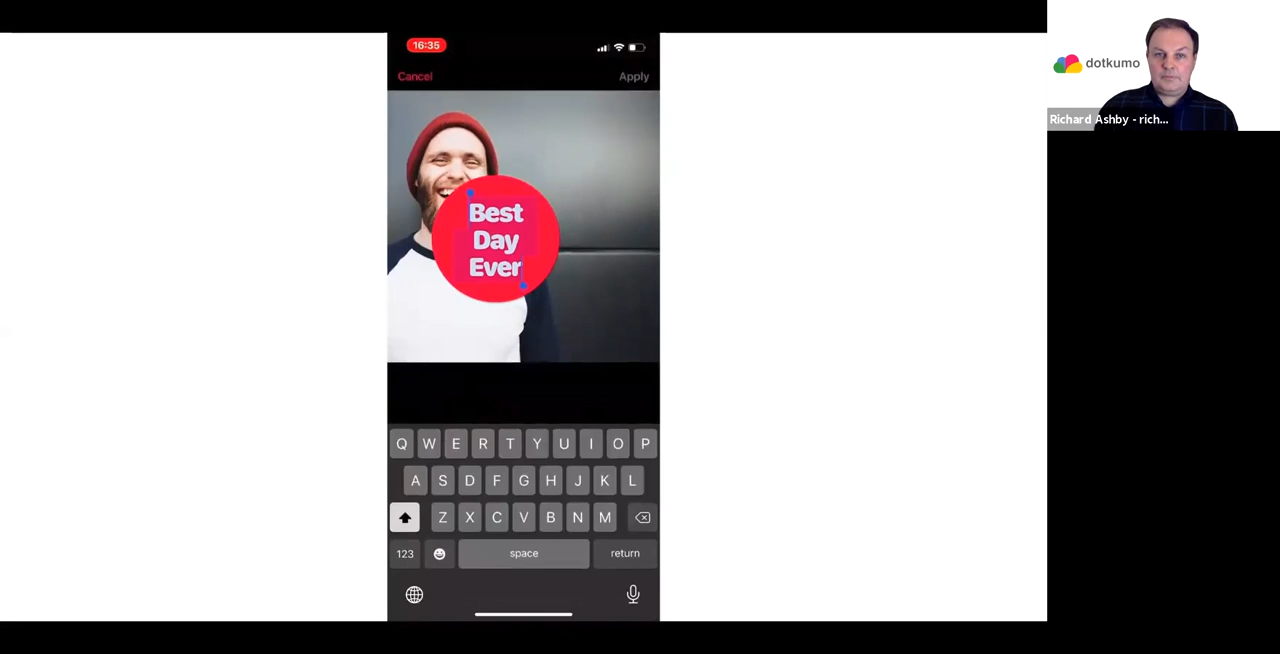 16:35
Cancel
Apply
Best
Day
Ever
Q W E R T Y U I O P
A S D F G H J K L
Z X C V B N M
123
space
return
dotkumo
Richard Ashby - rich...